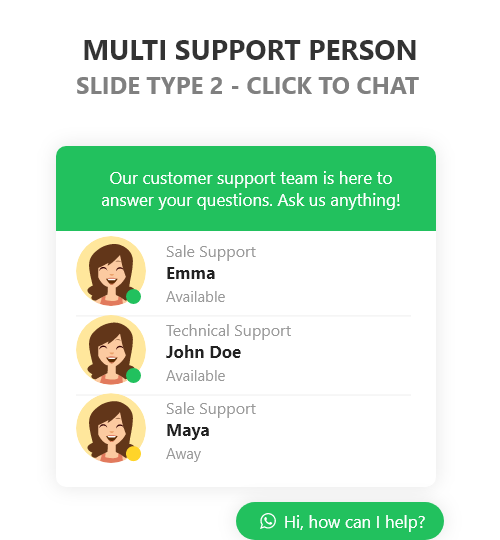 MULTI SUPPORT PERSON
SLIDE TYPE 2 - CLICK TO CHAT
Our customer support team is here to
answer your questions. Ask us anything!
Sale Support
Emma
Available
Technical Support
John Doe
Available
Sale Support
Maya
Away
Hi, how can I help?